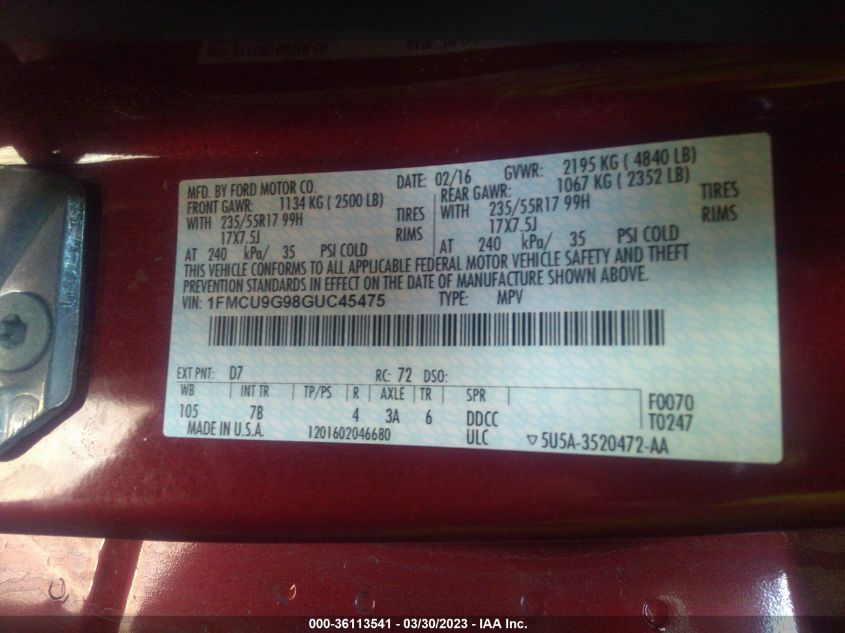 MFD. BY FORD MOTOR CO. DATE: 02/16 GVWR: 2195 KG ( 4840 LB)
FRONT GAWR: 1134 KG ( 2500 LB) REAR GAWR: 1067 KG ( 2352 LB)
WITH 235/55R17 99H TIRES WITH 235/55R17 99H TIRES
17X7.5J RIMS 17X7.5J RIMS
AT 240 kPa/ 35 PSI COLD AT 240 kPa/ 35 PSI COLD
THIS VEHICLE CONFORMS TO ALL APPLICABLE FEDERAL MOTOR VEHICLE SAFETY AND THEFT
PREVENTION STANDARDS IN EFFECT ON THE DATE OF MANUFACTURE SHOWN ABOVE.
VIN: 1FMCU9G98GUC45475 TYPE: MPV
EXT PNT: D7 RC: 72 DSO:
WB INT TR TP/PS R AXLE TR SPR F0070
105 7B 4 3A 6 DDCC T0247
MADE IN U.S.A. 1201602046680 ULC ▽5U5A-3520472-AA
000-36113541 - 03/30/2023 - IAA Inc.